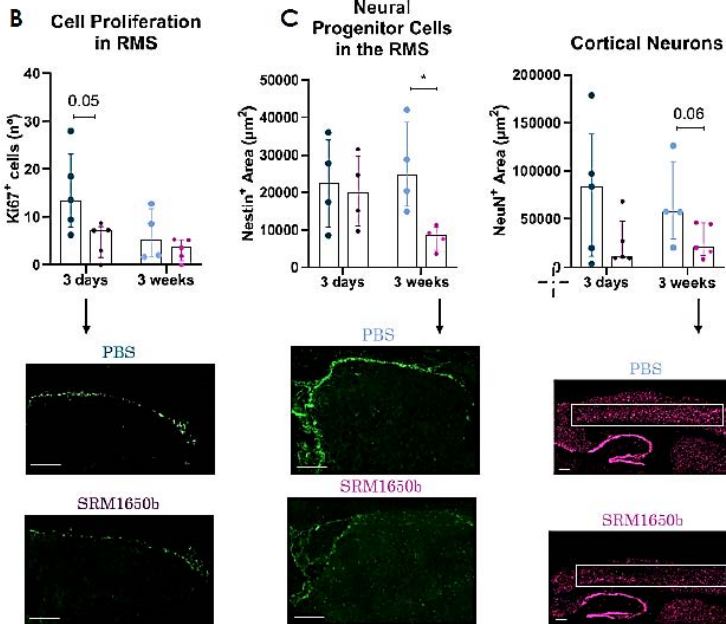 B
Cell Proliferation
in RMS
Ki67⁺ cells (nº)
40
30
20
10
0
0.05
3 days
3 weeks
PBS
SRM1650b
C
Neural
Progenitor Cells
in the RMS
Nestin⁺ Area (µm²)
50000
40000
30000
20000
10000
0
*
3 days
3 weeks
PBS
SRM1650b
Cortical Neurons
NeuN⁺ Area (µm²)
200000
150000
100000
50000
0
0.06
3 days
3 weeks
PBS
SRM1650b